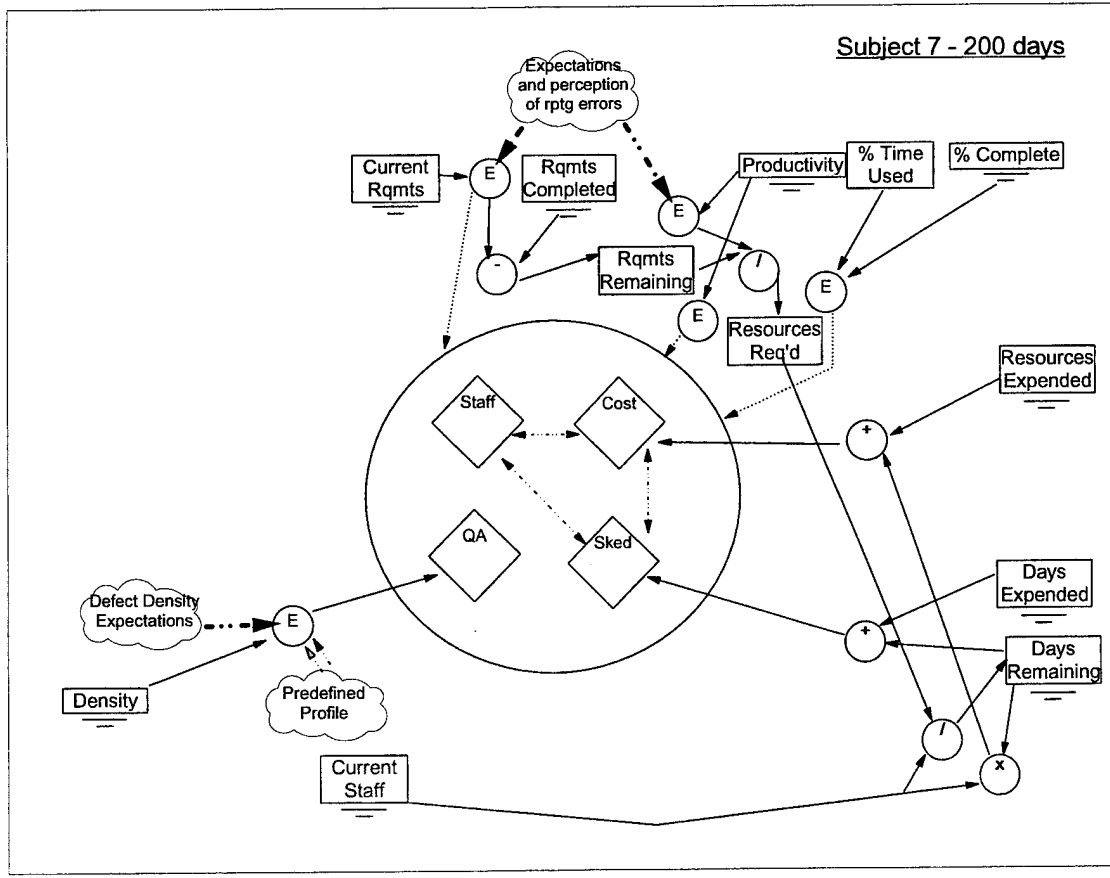 Subject 7 - 200 days
Expectations
and perception
of rptg errors
Current
Rqmts
E
Rqmts
Completed
Productivity
% Time
Used
% Complete
E
-
Rqmts
Remaining
/
E
E
Resources
Req'd
Resources
Expended
Staff
Cost
+
QA
Sked
Days
Expended
Defect Density
Expectations
E
+
Days
Remaining
Density
Predefined
Profile
/
x
Current
Staff